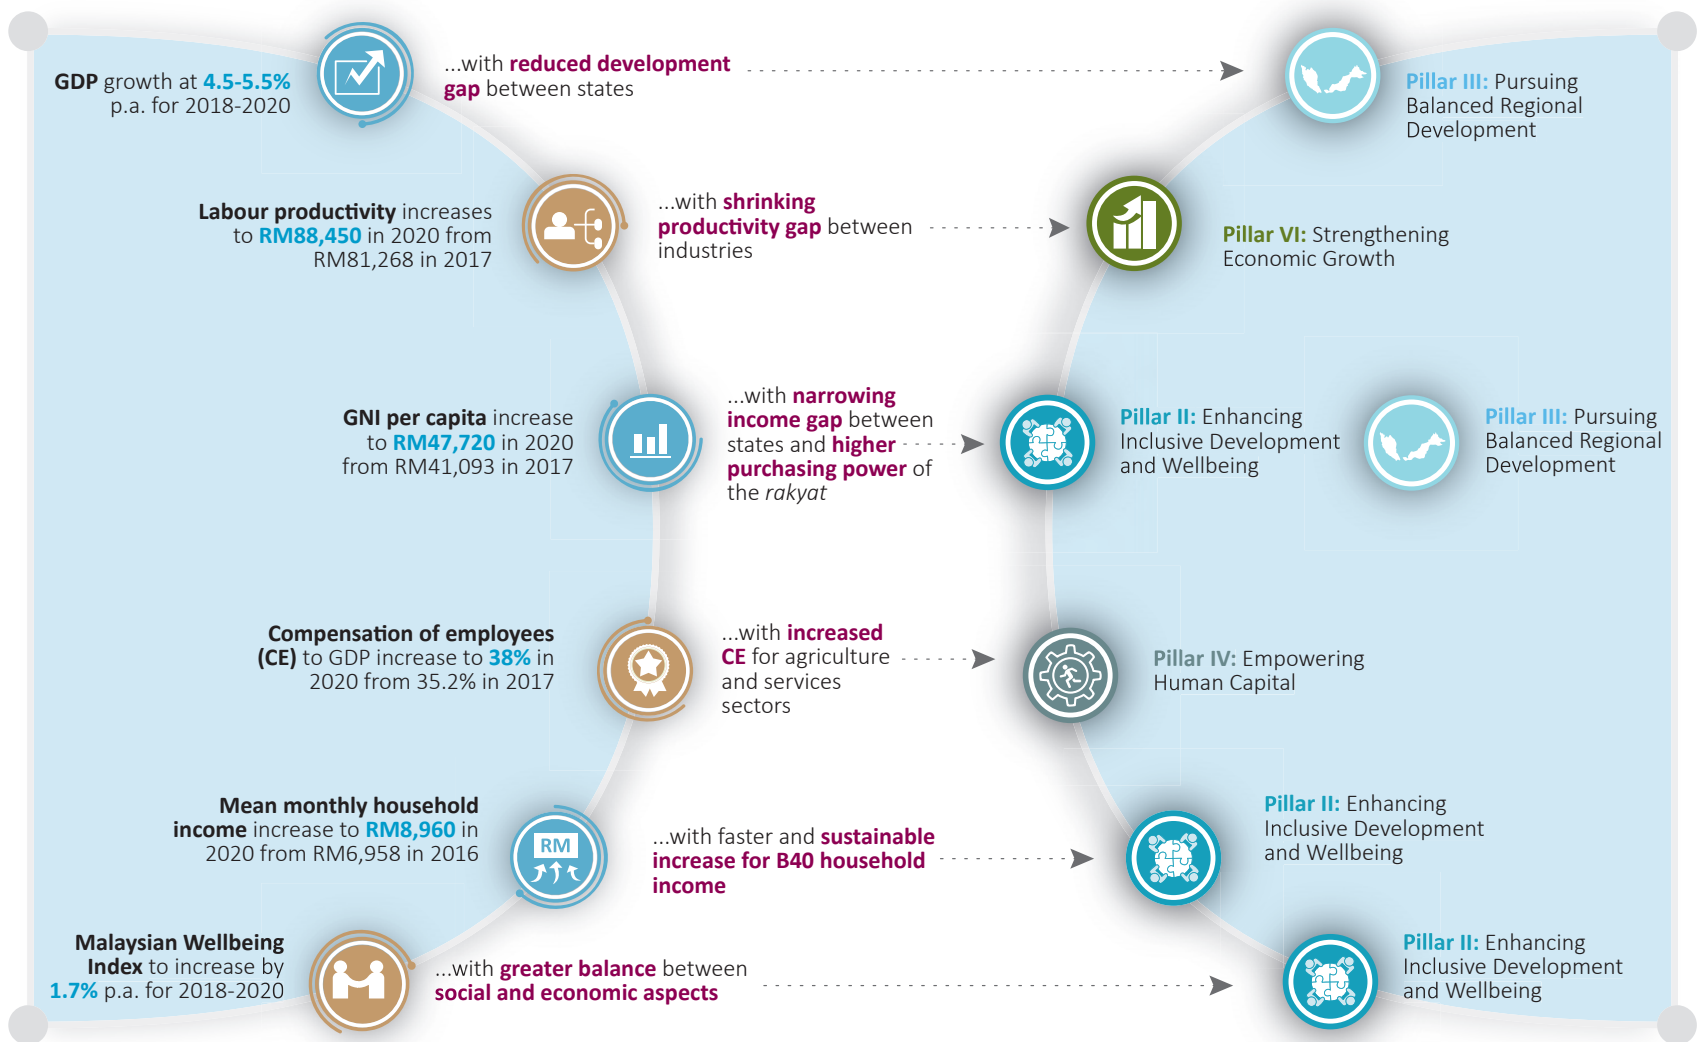 GDP growth at 4.5-5.5%
p.a. for 2018-2020
...with reduced development
gap between states
Pillar III: Pursuing
Balanced Regional
Development
Labour productivity increases
to RM88,450 in 2020 from
RM81,268 in 2017
...with shrinking
productivity gap between
industries
Pillar VI: Strengthening
Economic Growth
GNI per capita increase
to RM47,720 in 2020
from RM41,093 in 2017
...with narrowing
income gap between
states and higher
purchasing power of
the rakyat
Pillar II: Enhancing
Inclusive Development
and Wellbeing
Pillar III: Pursuing
Balanced Regional
Development
Compensation of employees
(CE) to GDP increase to 38% in
2020 from 35.2% in 2017
...with increased
CE for agriculture
and services
sectors
Pillar IV: Empowering
Human Capital
Mean monthly household
income increase to RM8,960 in
2020 from RM6,958 in 2016
RM
...with faster and sustainable
increase for B40 household
income
Pillar II: Enhancing
Inclusive Development
and Wellbeing
Malaysian Wellbeing
Index to increase by
1.7% p.a. for 2018-2020
...with greater balance between
social and economic aspects
Pillar II: Enhancing
Inclusive Development
and Wellbeing